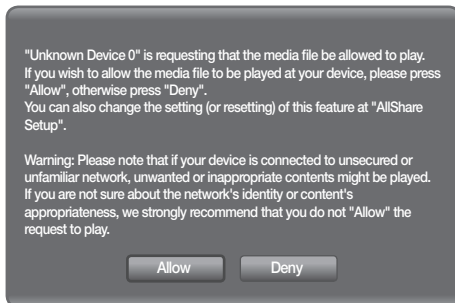 "Unknown Device 0" is requesting that the media file be allowed to play.
If you wish to allow the media file to be played at your device, please press
"Allow", otherwise press "Deny".
You can also change the setting (or resetting) of this feature at "AllShare
Setup".
Warning: Please note that if your device is connected to unsecured or
unfamiliar network, unwanted or inappropriate contents might be played.
If you are not sure about the network's identity or content's
appropriateness, we strongly recommend that you do not "Allow" the
request to play.
Allow
Deny